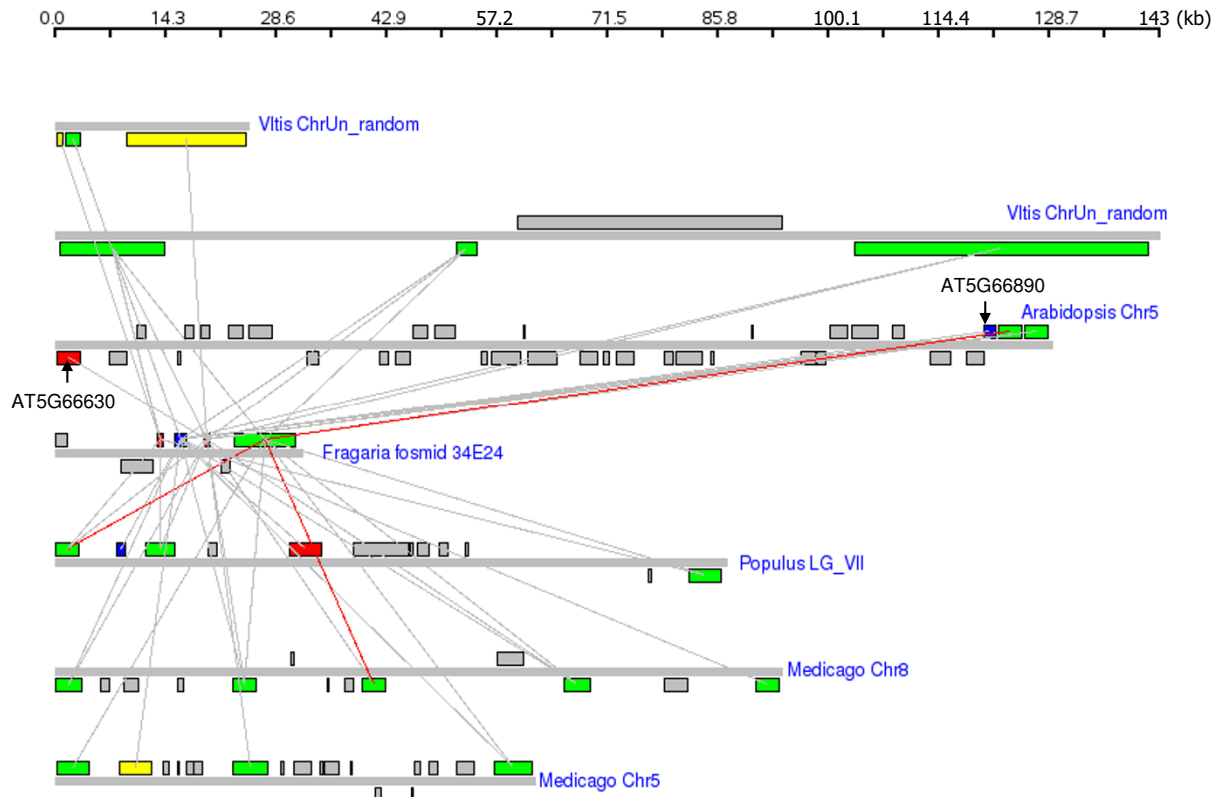 0.0 14.3 28.6 42.9 57.2 71.5 85.8 100.1 114.4 128.7 143 (kb)
VItis ChrUn_random
VItis ChrUn_random
AT5G66890
Arabidopsis Chr5
AT5G66630
Fragaria fosmid 34E24
Populus LG_VII
Medicago Chr8
Medicago Chr5